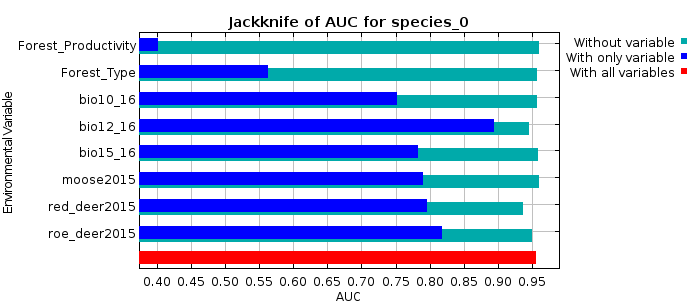 Jackknife of AUC for species_0
Environmental Variable
Forest_Productivity
Forest_Type
bio10_16
bio12_16
bio15_16
moose2015
red_deer2015
roe_deer2015
0.40 0.45 0.50 0.55 0.60 0.65 0.70 0.75 0.80 0.85 0.90 0.95
AUC
Without variable
With only variable
With all variables